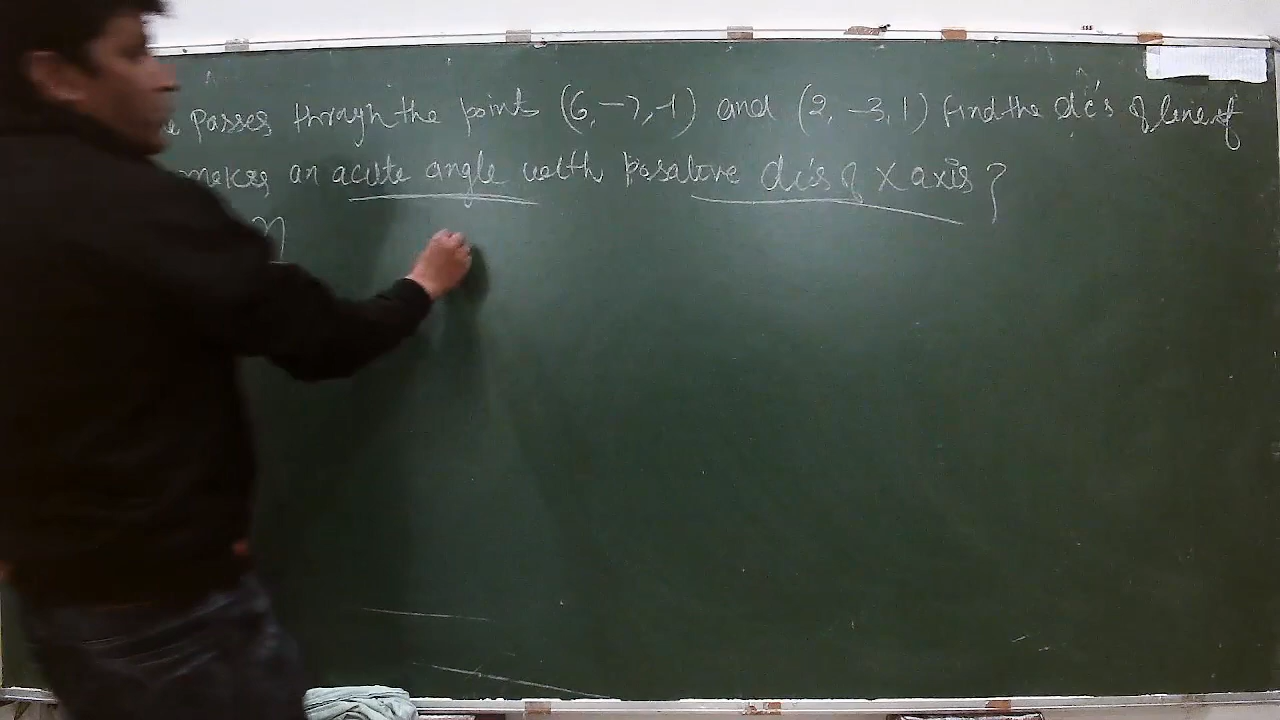 e passes through the point (6, -7, -1) and (2, -3, 1) find the dc's of line if
makes an acute angle with positive dc's of X axis ?